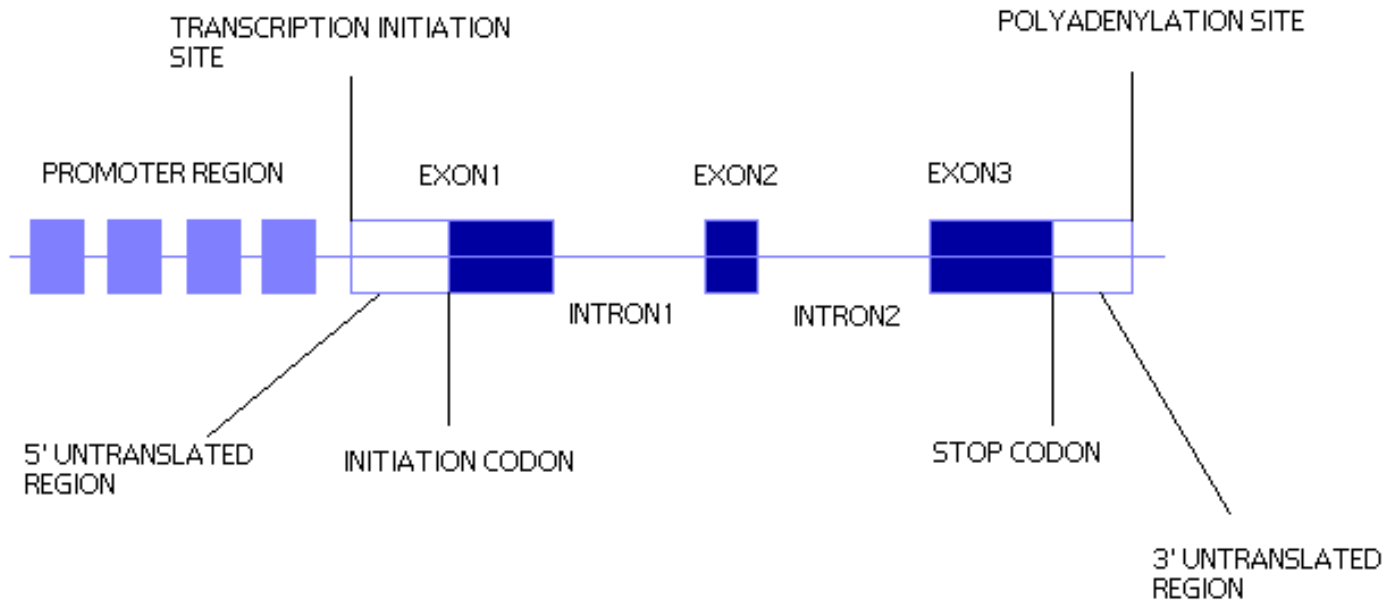 TRANSCRIPTION INITIATION
SITE
POLYADENYLATION SITE
PROMOTER REGION
EXON1
EXON2
EXON3
INTRON1
INTRON2
5' UNTRANSLATED
REGION
INITIATION CODON
STOP CODON
3' UNTRANSLATED
REGION